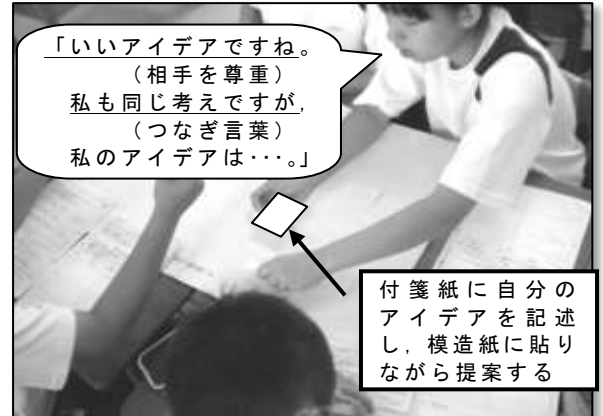 「いいアイデアですね。
（相手を尊重）
私も同じ考えですが，
（つなぎ言葉）
私のアイデアは・・・。」
付箋紙に自分の
アイデアを記述
し，模造紙に貼り
ながら提案する